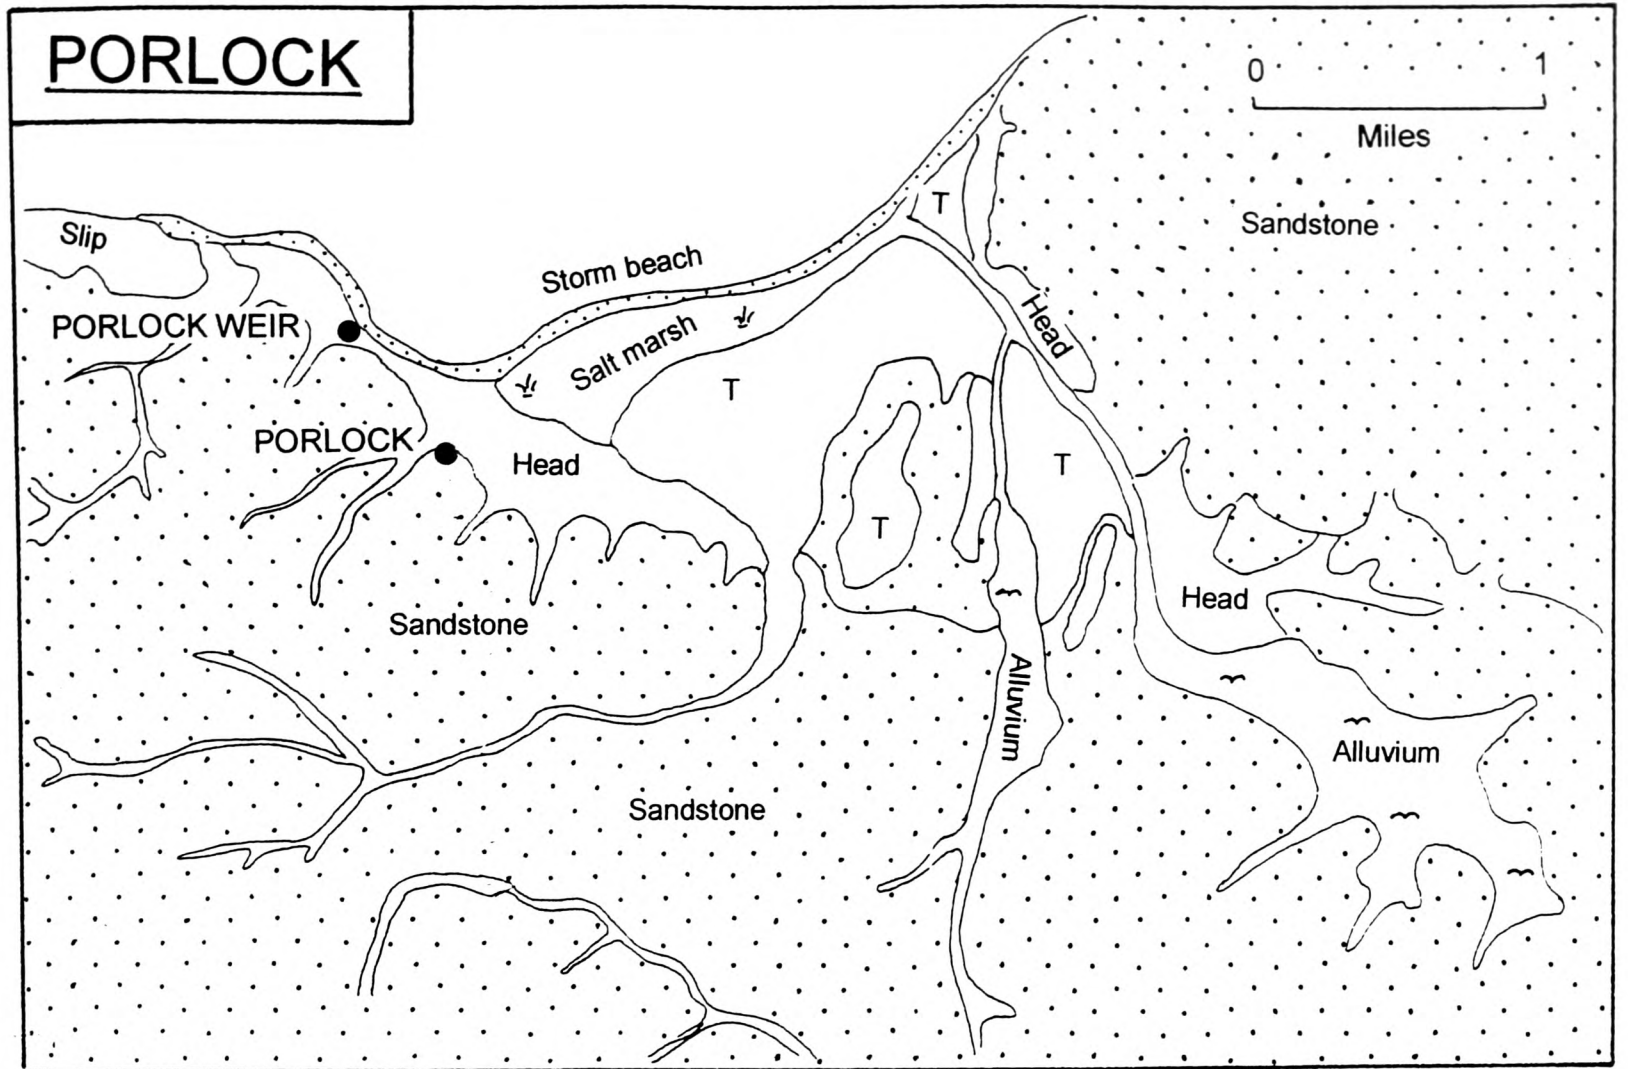 PORLOCK
0 1
Miles
Sandstone
T
Slip
Storm beach
Head
PORLOCK WEIR
Salt marsh
T
PORLOCK
Head
T
T
Head
Sandstone
Alluvium
Alluvium
Sandstone